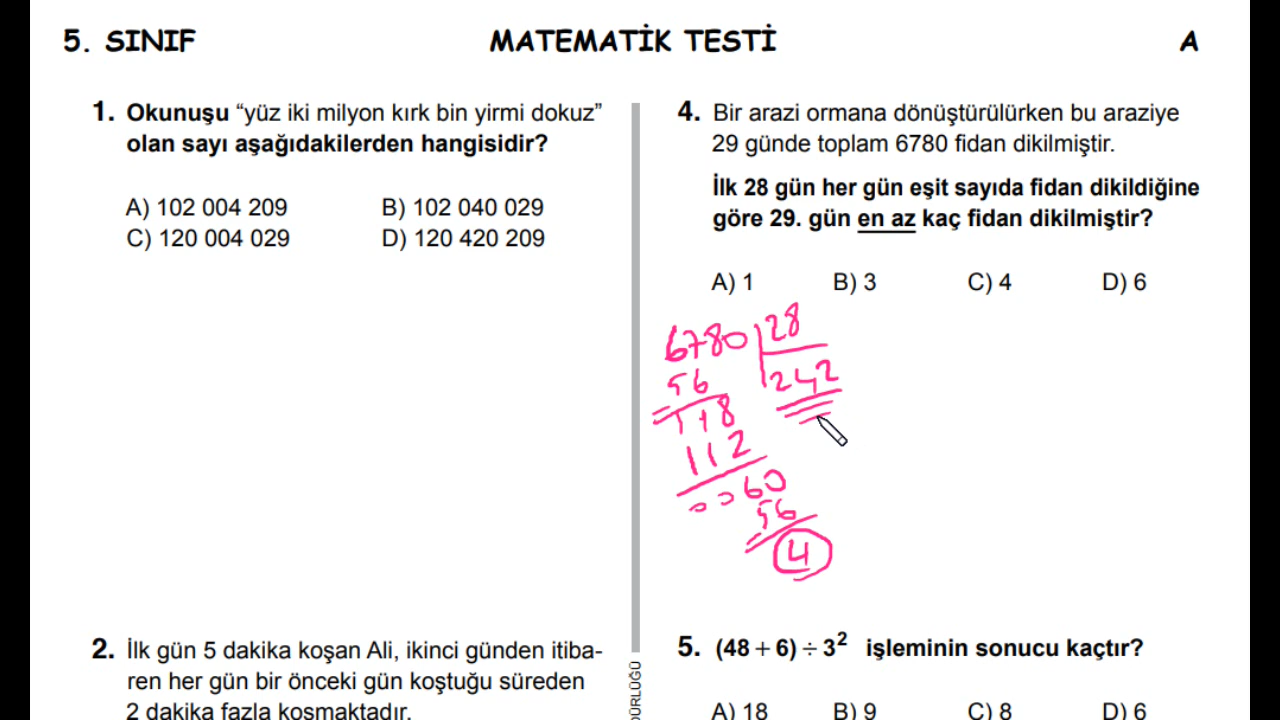 5. SINIF
MATEMATİK TESTİ
A
1. Okunuşu “yüz iki milyon kırk bin yirmi dokuz”
olan sayı aşağıdakilerden hangisidir?
A) 102 004 209 B) 102 040 029
C) 120 004 029 D) 120 420 209
2. İlk gün 5 dakika koşan Ali, ikinci günden itiba-
ren her gün bir önceki gün koştuğu süreden
2 dakika fazla koşmaktadır.
DÜRLÜĞÜ
4. Bir arazi ormana dönüştürülürken bu araziye
29 günde toplam 6780 fidan dikilmiştir.
İlk 28 gün her gün eşit sayıda fidan dikildiğine
göre 29. gün en az kaç fidan dikilmiştir?
A) 1 B) 3 C) 4 D) 6
6780 28
56 242
118
112
0060
56
4
5. (48 + 6) ÷ 3² işleminin sonucu kaçtır?
A) 18 B) 9 C) 8 D) 6